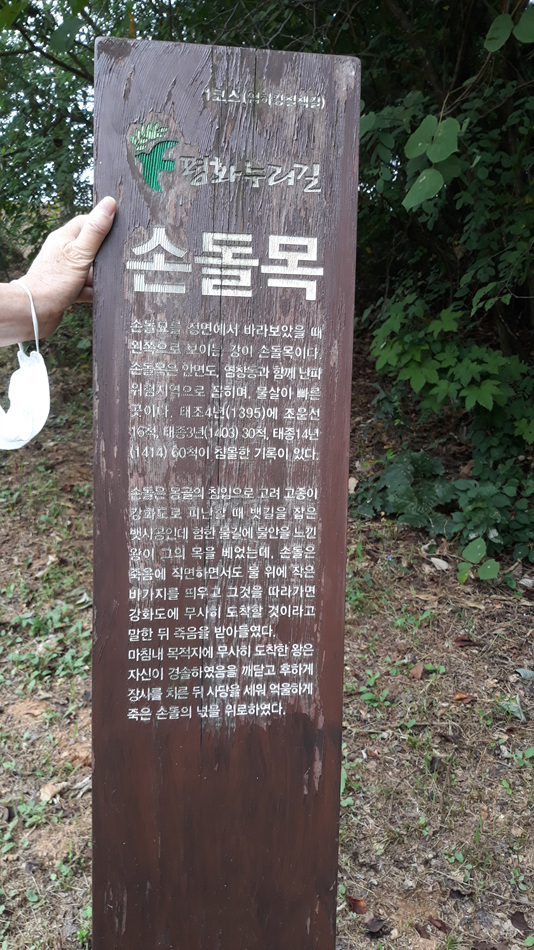 1코스(염하강철책길)
평화누리길
손돌목
손돌묘를 정면에서 바라보았을 때
왼쪽으로 보이는 강이 손돌목이다.
손돌목은 안면도, 염창동과 함께 난파
위험지역으로 꼽히며, 물살이 빠른
곳이다. 태조4년(1395)에 조운선
16척, 태종3년(1403) 30척, 태종14년
(1414) 60척이 침몰한 기록이 있다.
손돌은 몽골의 침입으로 고려 고종이
강화도로 피난할 때 뱃길을 잡은
뱃사공인데 험한 물길에 불안을 느낀
왕이 그의 목을 베었는데, 손돌은
죽음에 직면하면서도 물 위에 작은
바가지를 띄우고 그것을 따라가면
강화도에 무사히 도착할 것이라고
말한 뒤 죽음을 받아들였다.
마침내 목적지에 무사히 도착한 왕은
자신이 경솔하였음을 깨닫고 후하게
장사를 치른 뒤 사당을 세워 억울하게
죽은 손돌의 넋을 위로하였다.